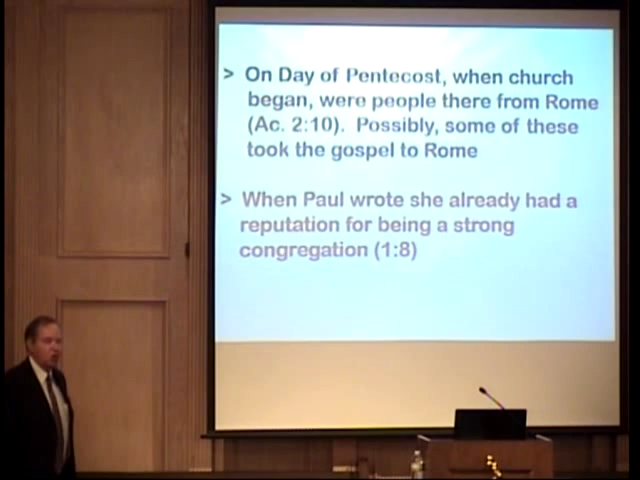 > On Day of Pentecost, when church
began, were people there from Rome
(Ac. 2:10). Possibly, some of these
took the gospel to Rome
> When Paul wrote she already had a
reputation for being a strong
congregation (1:8)